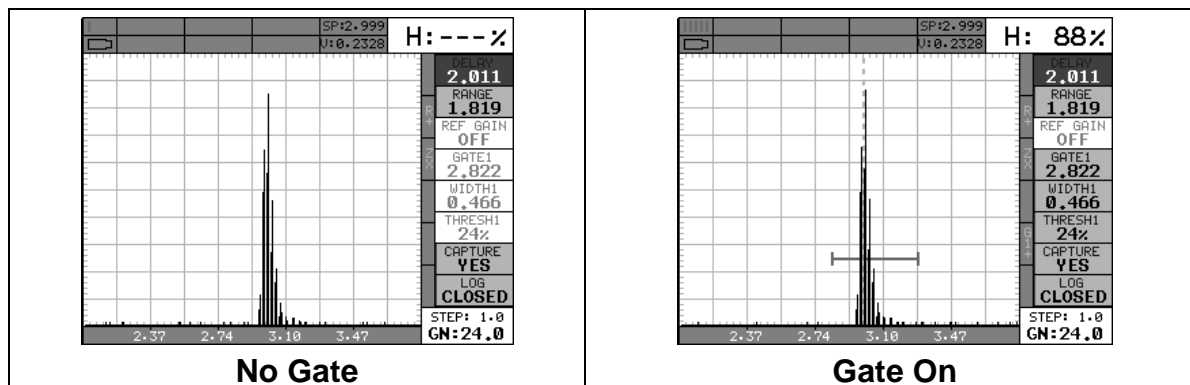 SP:2.999
V:0.2328
H:---%
DELAY
2.011
RANGE
1.819
REF GAIN
OFF
GATE1
2.822
WIDTH1
0.466
THRESH1
24%
CAPTURE
YES
LOG
CLOSED
STEP: 1.0
GN:24.0
R+
ZX
2.37 2.74 3.10 3.47
No Gate
SP:2.999
V:0.2328
H: 88%
DELAY
2.011
RANGE
1.819
REF GAIN
OFF
GATE1
2.822
WIDTH1
0.466
THRESH1
24%
CAPTURE
YES
LOG
CLOSED
STEP: 1.0
GN:24.0
R+
ZX
G1+
2.37 2.74 3.10 3.47
Gate On